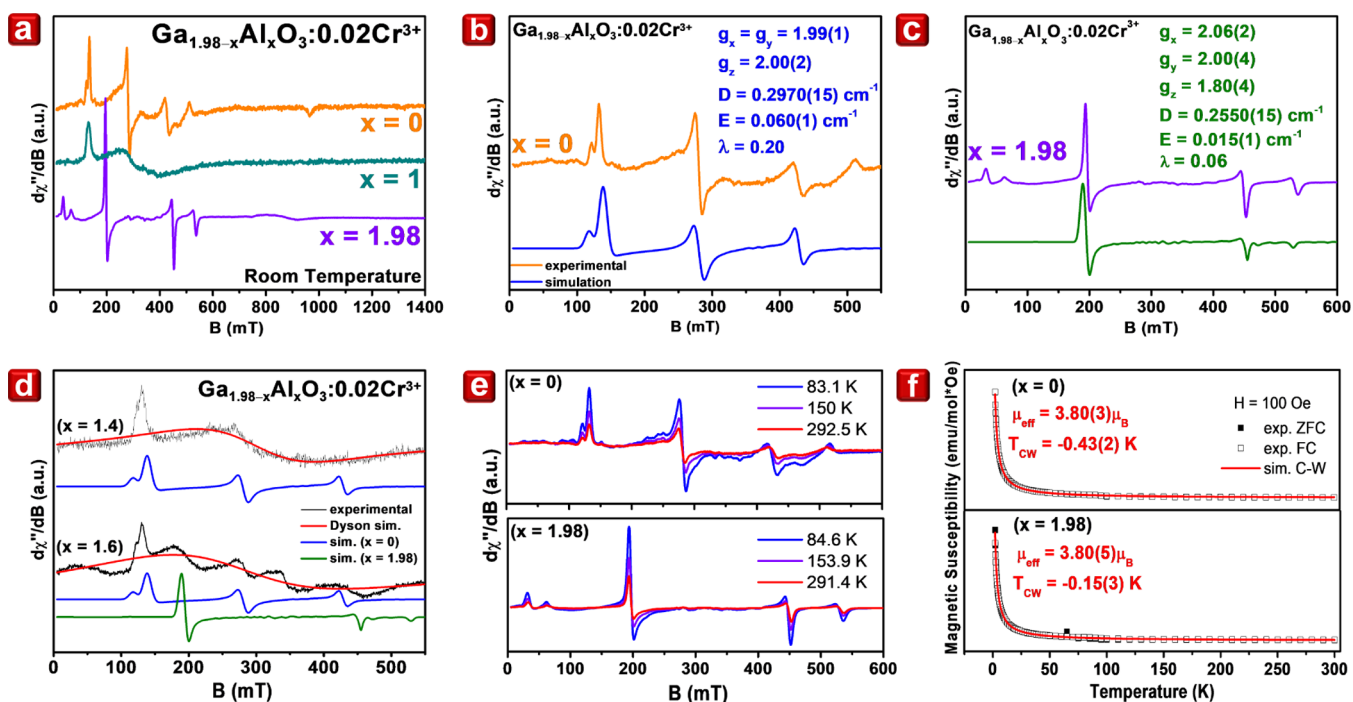 a
Ga1.98–xAlxO3:0.02Cr3+
x = 0
x = 1
x = 1.98
Room Temperature
dχ"/dB (a.u.)
0 200 400 600 800 1000 1200 1400
B (mT)
b
Ga1.98–xAlxO3:0.02Cr3+
gx = gy = 1.99(1)
gz = 2.00(2)
D = 0.2970(15) cm-1
E = 0.060(1) cm-1
λ = 0.20
x = 0
experimental
simulation
dχ"/dB (a.u.)
0 100 200 300 400 500
B (mT)
c
Ga1.98–xAlxO3:0.02Cr3+
gx = 2.06(2)
gy = 2.00(4)
gz = 1.80(4)
D = 0.2550(15) cm-1
E = 0.015(1) cm-1
λ = 0.06
x = 1.98
dχ"/dB (a.u.)
0 100 200 300 400 500 600
B (mT)
d
Ga1.98–xAlxO3:0.02Cr3+
(x = 1.4)
experimental
Dyson sim.
sim. (x = 0)
sim. (x = 1.98)
(x = 1.6)
dχ"/dB (a.u.)
0 100 200 300 400 500
B (mT)
e
(x = 0)
83.1 K
150 K
292.5 K
(x = 1.98)
84.6 K
153.9 K
291.4 K
dχ"/dB (a.u.)
0 100 200 300 400 500 600
B (mT)
f
(x = 0)
μeff = 3.80(3)μB
TCW = -0.43(2) K
H = 100 Oe
exp. ZFC
exp. FC
sim. C-W
(x = 1.98)
μeff = 3.80(5)μB
TCW = -0.15(3) K
Magnetic Susceptibility (emu/mol*Oe)
0 25 50 75 100 125 150 175 200 225 250 275 300
Temperature (K)